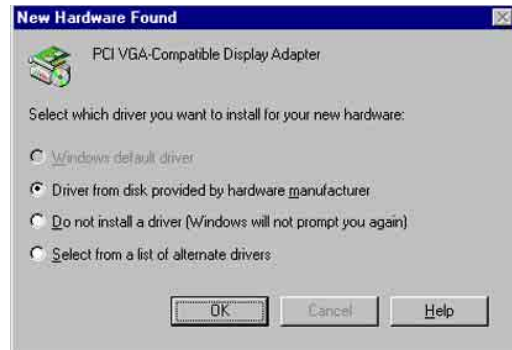 New Hardware Found
PCI VGA-Compatible Display Adapter
Select which driver you want to install for your new hardware:
Windows default driver
Driver from disk provided by hardware manufacturer
Do not install a driver (Windows will not prompt you again)
Select from a list of alternate drivers
OK Cancel Help